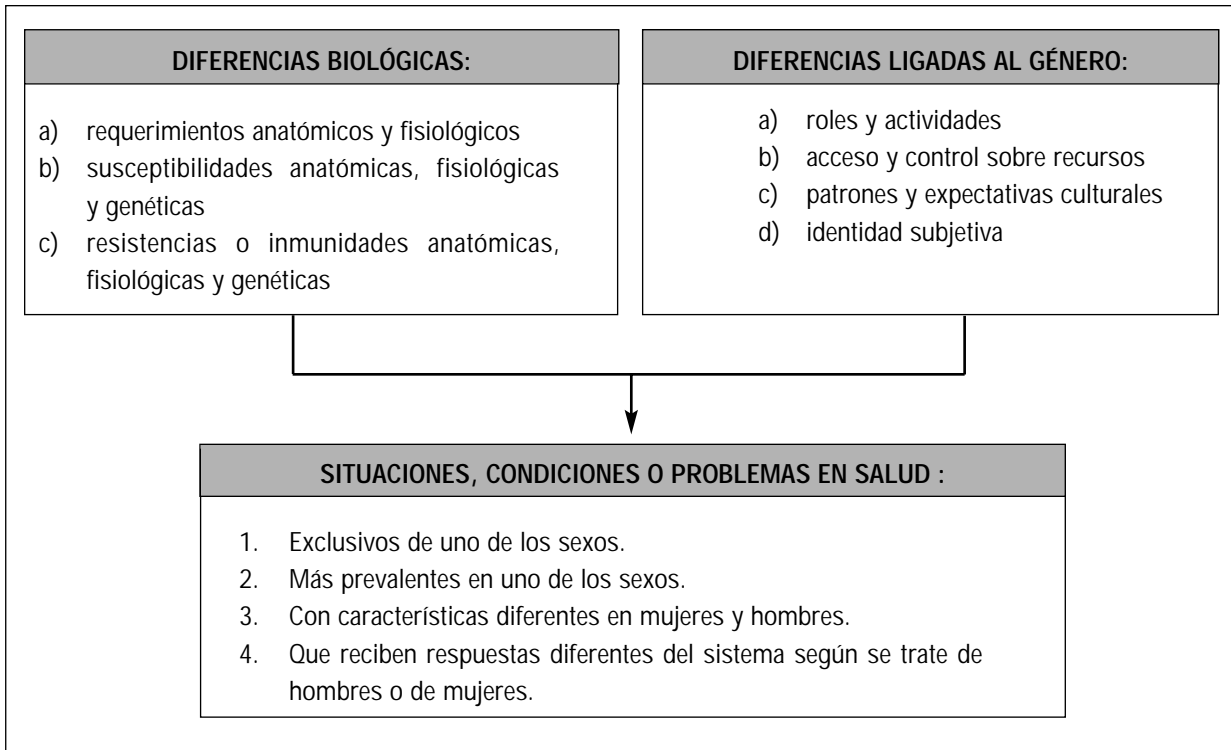 DIFERENCIAS BIOLÓGICAS:
a) requerimientos anatómicos y fisiológicos
b) susceptibilidades anatómicas, fisiológicas
y genéticas
c) resistencias o inmunidades anatómicas,
fisiológicas y genéticas
DIFERENCIAS LIGADAS AL GÉNERO:
a) roles y actividades
b) acceso y control sobre recursos
c) patrones y expectativas culturales
d) identidad subjetiva
SITUACIONES, CONDICIONES O PROBLEMAS EN SALUD :
1. Exclusivos de uno de los sexos.
2. Más prevalentes en uno de los sexos.
3. Con características diferentes en mujeres y hombres.
4. Que reciben respuestas diferentes del sistema según se trate de
hombres o de mujeres.